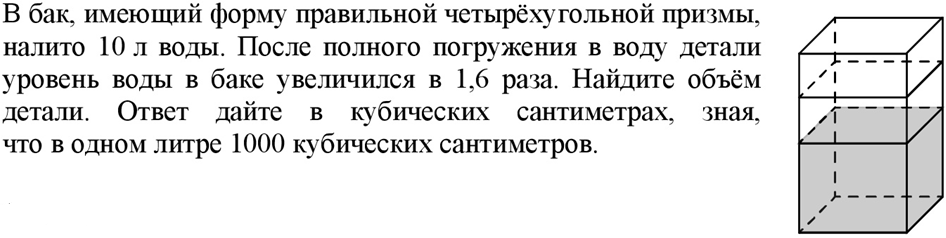 В бак, имеющий форму правильной четырёхугольной призмы,
налито 10 л воды. После полного погружения в воду детали
уровень воды в баке увеличился в 1,6 раза. Найдите объём
детали. Ответ дайте в кубических сантиметрах, зная,
что в одном литре 1000 кубических сантиметров.